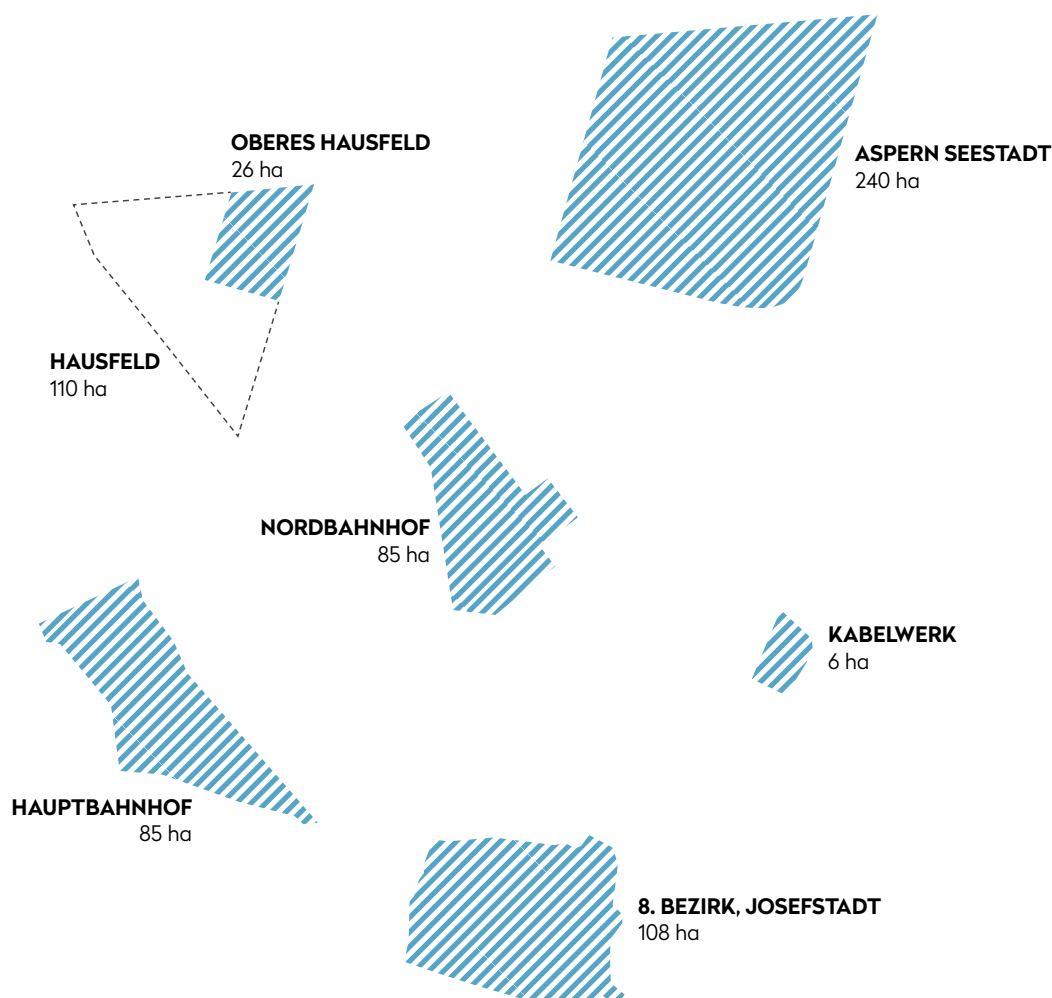 OBERES HAUSFELD
26 ha
ASPERN SEESTADT
240 ha
HAUSFELD
110 ha
NORDBAHNHOF
85 ha
KABELWERK
6 ha
HAUPTBAHNHOF
85 ha
8. BEZIRK, JOSEFSTADT
108 ha